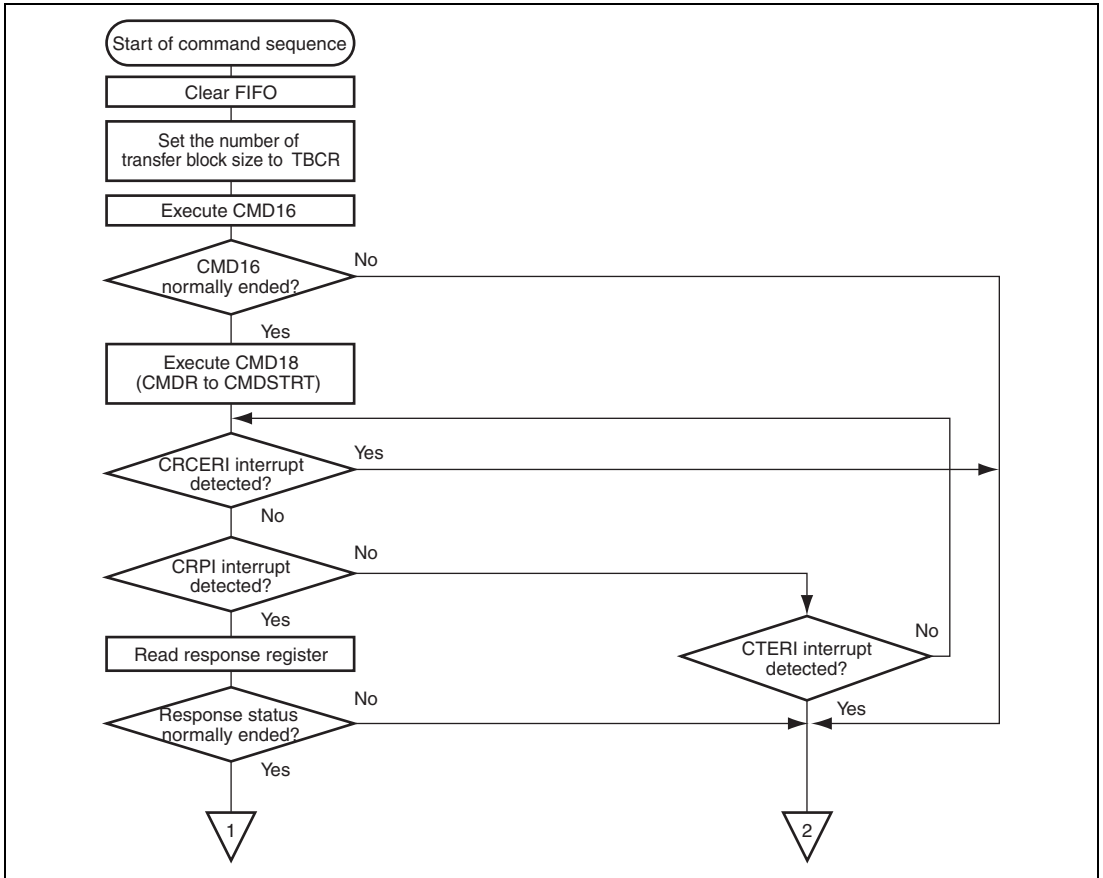 Start of command sequence
Clear FIFO
Set the number of
transfer block size to TBCR
Execute CMD16
CMD16
normally ended?
No
Yes
Execute CMD18
(CMDR to CMDSTRT)
CRCERI interrupt
detected?
Yes
No
CRPI interrupt
detected?
No
Yes
Read response register
CTERI interrupt
detected?
No
Yes
Response status
normally ended?
No
Yes
1
2